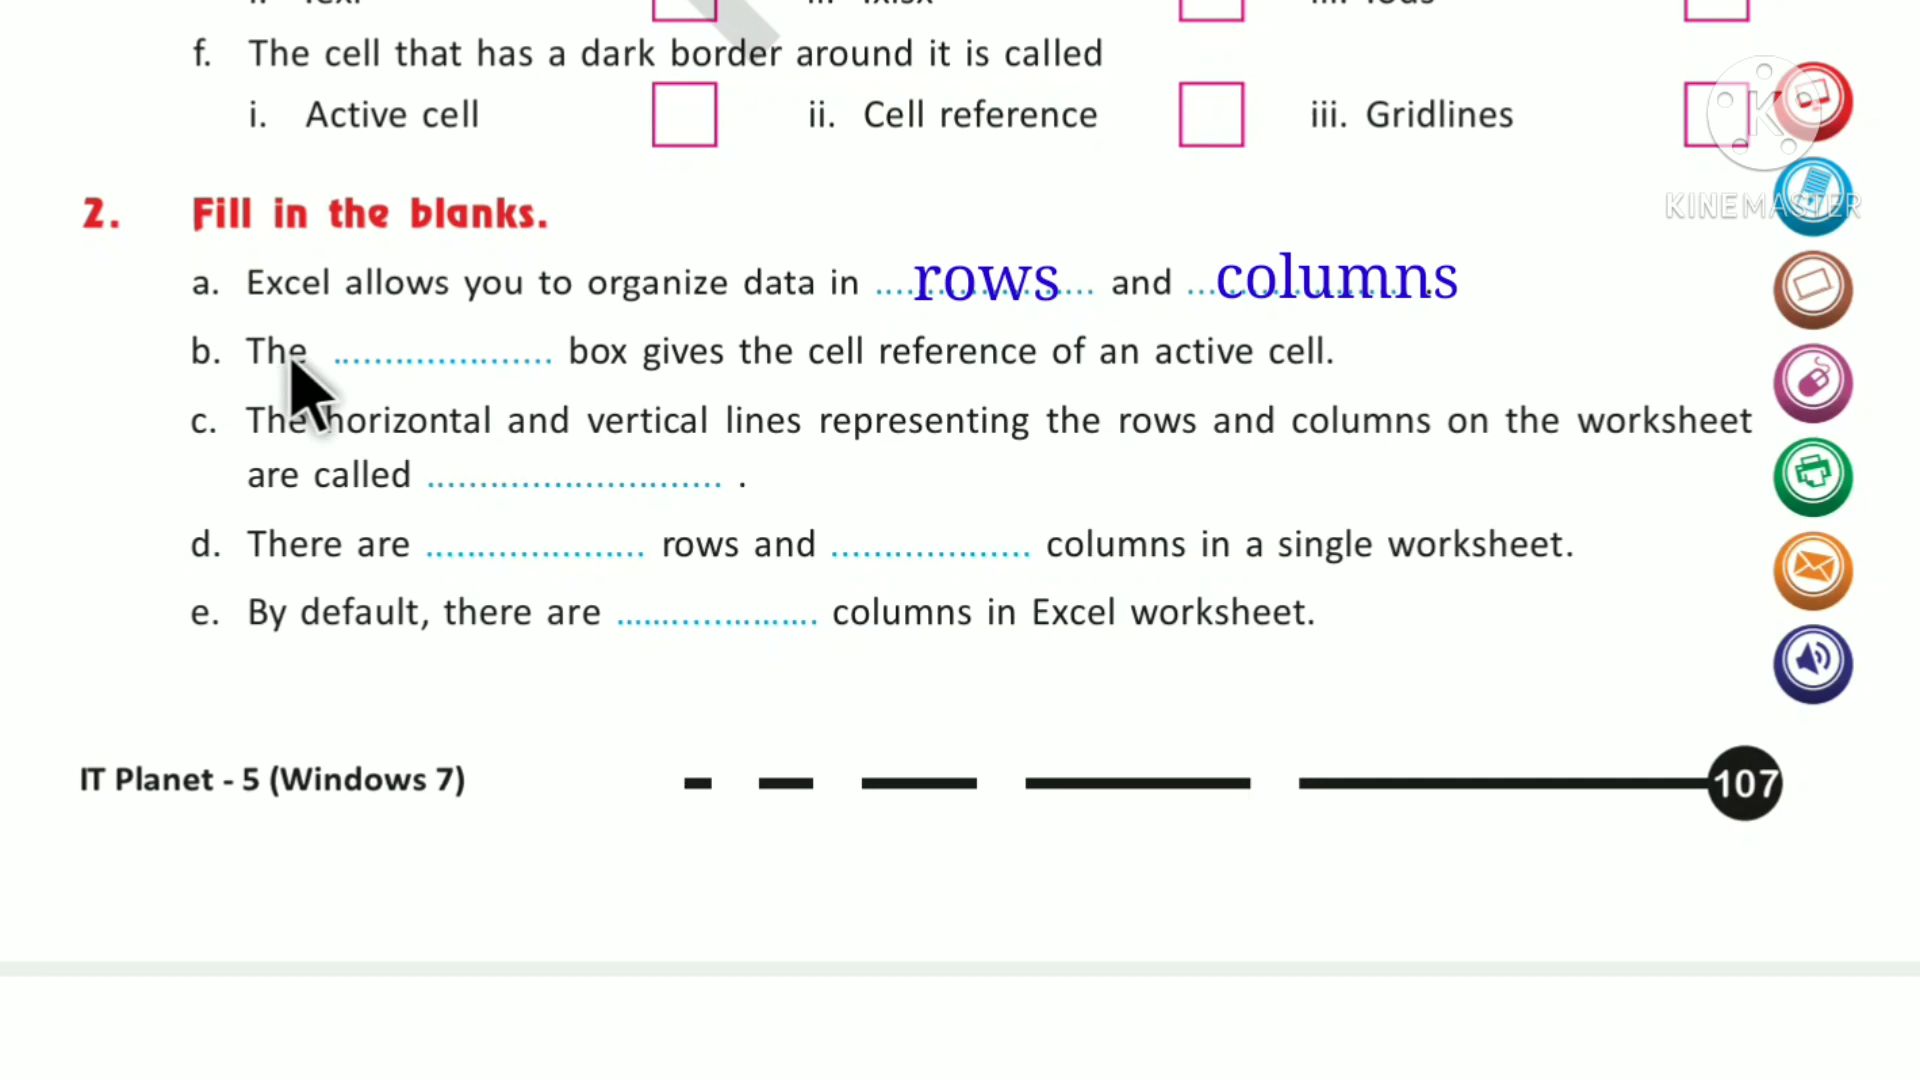 f. The cell that has a dark border around it is called
i. Active cell ii. Cell reference iii. Gridlines
KINEMASTER
2. Fill in the blanks.
a. Excel allows you to organize data in rows and columns
b. The .................... box gives the cell reference of an active cell.
c. The horizontal and vertical lines representing the rows and columns on the worksheet
are called ........................... .
d. There are .................... rows and .................. columns in a single worksheet.
e. By default, there are .................. columns in Excel worksheet.
IT Planet - 5 (Windows 7) 107